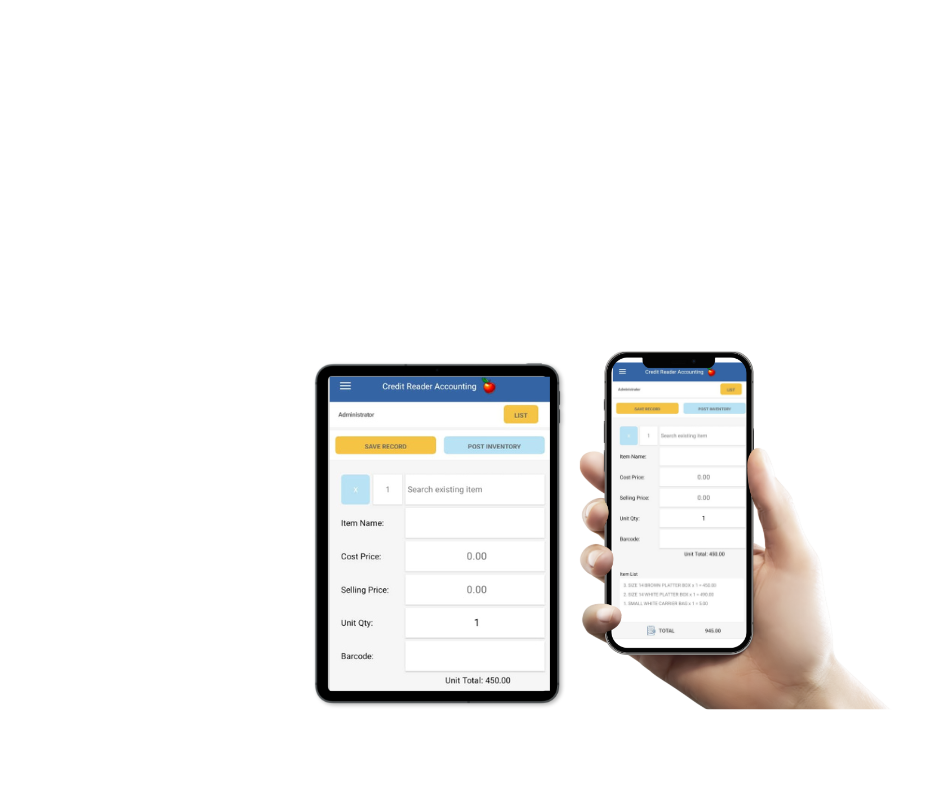 Credit Reader Accounting
Administrator
LIST
SAVE RECORD
POST INVENTORY
1
Search existing item
Item Name:
Cost Price:
0.00
Selling Price:
0.00
Unit Qty:
1
Barcode:
Unit Total: 450.00
Credit Reader Accounting
Administrator
LIST
SAVE RECORD
POST INVENTORY
1
Search existing item
Item Name:
Cost Price:
0.00
Selling Price:
0.00
Unit Qty:
1
Barcode:
Unit Total: 450.00
Item List
3. SIZE 14 BROWN PLATTER BOX x 1 = 450.00
2. SIZE 14 WHITE PLATTER BOX x 1 = 490.00
1. SMALL WHITE CARRIER BAG x 1 = 5.00
TOTAL
945.00